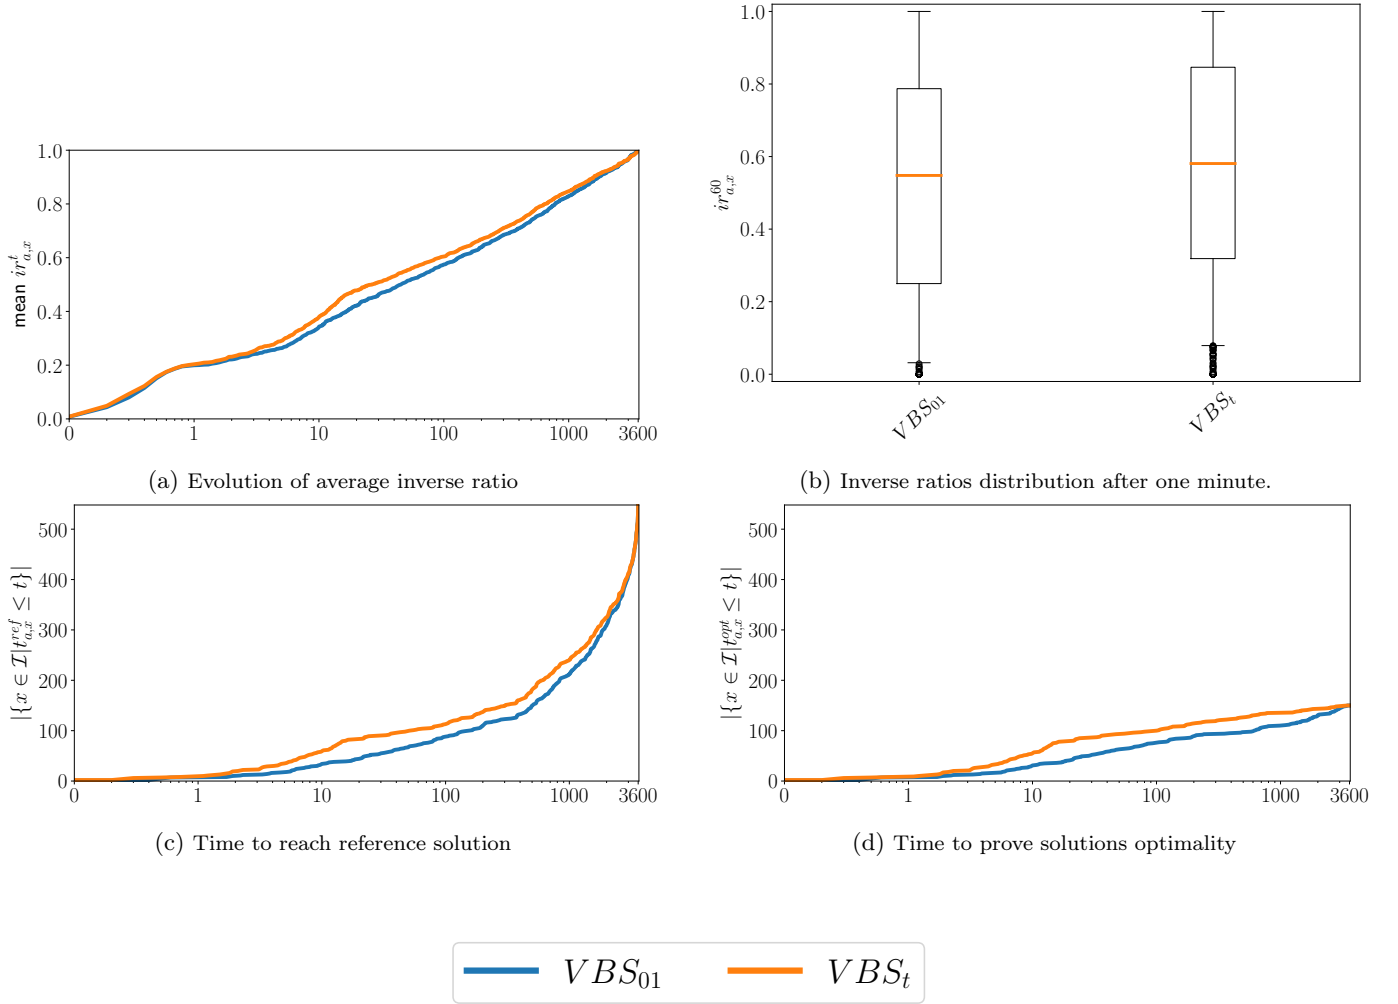 1.0
0.8
0.6
0.4
0.2
0.0
mean $ir^{t}_{a,x}$
0 1 10 100 1000 3600
(a) Evolution of average inverse ratio
1.0
0.8
0.6
0.4
0.2
0.0
$ir^{60}_{a,x}$
$VBS_{01}$ $VBS_{t}$
(b) Inverse ratios distribution after one minute.
500
400
300
200
100
0
$|\{x \in \mathcal{I} | t^{ref}_{a,x} \leq t\}|$
0 1 10 100 1000 3600
(c) Time to reach reference solution
500
400
300
200
100
0
$|\{x \in \mathcal{I} | t^{opt}_{a,x} \leq t\}|$
0 1 10 100 1000 3600
(d) Time to prove solutions optimality
$VBS_{01}$ $VBS_{t}$